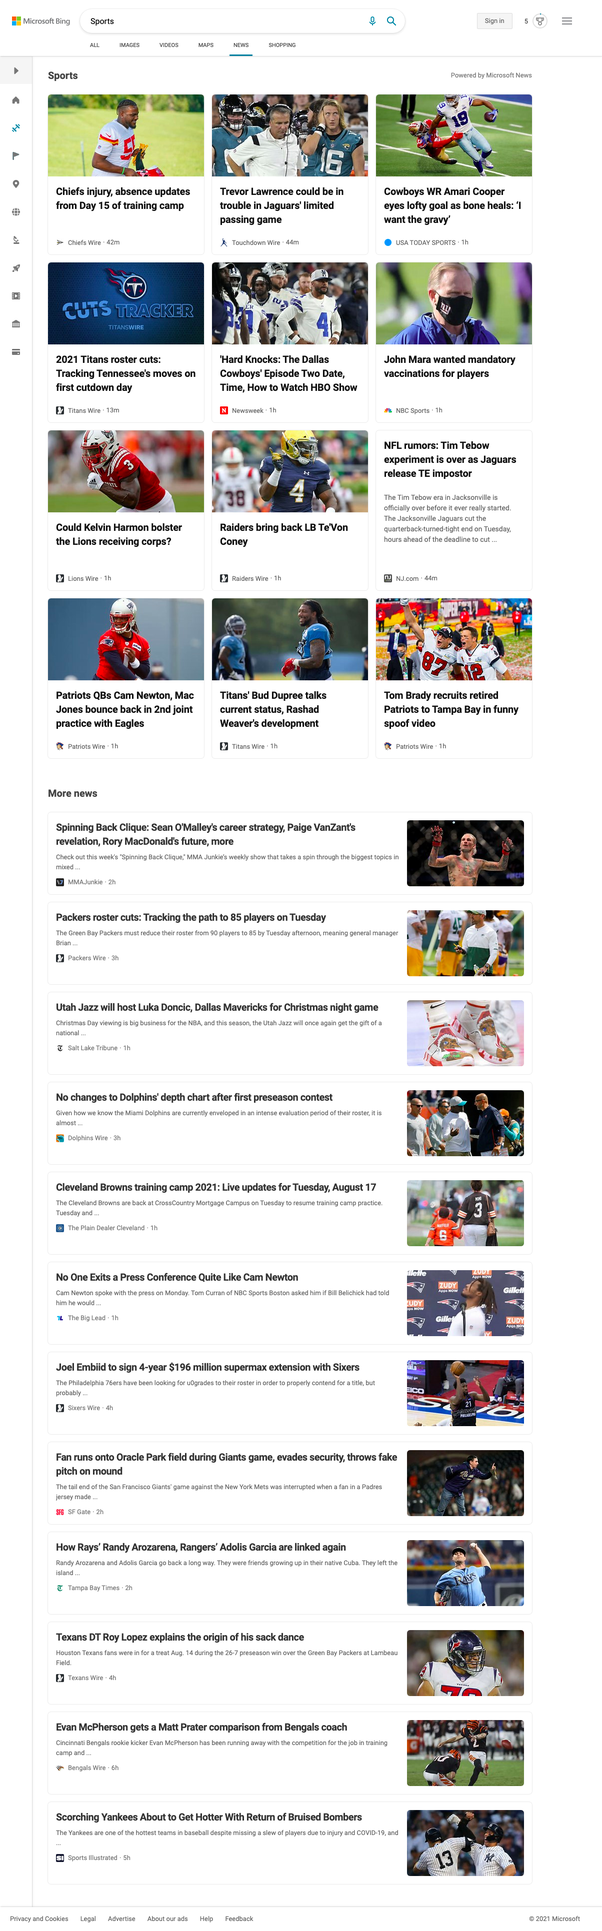 Microsoft Bing
Sports
Sign in
5
ALL IMAGES VIDEOS MAPS NEWS SHOPPING
Sports
Powered by Microsoft News
Chiefs injury, absence updates
from Day 15 of training camp
Chiefs Wire · 42m
16
Trevor Lawrence could be in
trouble in Jaguars' limited
passing game
Touchdown Wire · 44m
19
Cowboys WR Amari Cooper
eyes lofty goal as bone heals: 'I
want the gravy'
USA TODAY SPORTS · 1h
CUTS TRACKER
TITANSWIRE
2021 Titans roster cuts:
Tracking Tennessee's moves on
first cutdown day
Titans Wire · 13m
4
'Hard Knocks: The Dallas
Cowboys' Episode Two Date,
Time, How to Watch HBO Show
Newsweek · 1h
John Mara wanted mandatory
vaccinations for players
NBC Sports · 1h
3
Could Kelvin Harmon bolster
the Lions receiving corps?
Lions Wire · 1h
38
4
Raiders bring back LB Te'Von
Coney
Raiders Wire · 1h
NFL rumors: Tim Tebow
experiment is over as Jaguars
release TE impostor
The Tim Tebow era in Jacksonville is
officially over before it ever really started.
The Jacksonville Jaguars cut the
quarterback-turned-tight end on Tuesday,
hours ahead of the deadline to cut ...
NJ.com · 44m
Patriots QBs Cam Newton, Mac
Jones bounce back in 2nd joint
practice with Eagles
Patriots Wire · 1h
Titans' Bud Dupree talks
current status, Rashad
Weaver's development
Titans Wire · 1h
87
12
Tom Brady recruits retired
Patriots to Tampa Bay in funny
spoof video
Patriots Wire · 1h
More news
Spinning Back Clique: Sean O'Malley's career strategy, Paige VanZant's
revelation, Rory MacDonald's future, more
Check out this week's "Spinning Back Clique," MMA Junkie's weekly show that takes a spin through the biggest topics in
mixed ...
MMAJunkie · 2h
Packers roster cuts: Tracking the path to 85 players on Tuesday
The Green Bay Packers must reduce their roster from 90 players to 85 by Tuesday afternoon, meaning general manager
Brian ...
Packers Wire · 3h
Utah Jazz will host Luka Doncic, Dallas Mavericks for Christmas night game
Christmas Day viewing is big business for the NBA, and this season, the Utah Jazz will once again get the gift of a
national ...
Salt Lake Tribune · 1h
No changes to Dolphins' depth chart after first preseason contest
Given how we know the Miami Dolphins are currently enveloped in an intense evaluation period of their roster, it is
almost ...
Dolphins Wire · 3h
Cleveland Browns training camp 2021: Live updates for Tuesday, August 17
The Cleveland Browns are back at CrossCountry Mortgage Campus on Tuesday to resume training camp practice.
Tuesday and ...
The Plain Dealer Cleveland · 1h
3
6
No One Exits a Press Conference Quite Like Cam Newton
Cam Newton spoke with the press on Monday. Tom Curran of NBC Sports Boston asked him if Bill Belichick had told
him he would ...
The Big Lead · 1h
Gillette
ZUDY
Joel Embiid to sign 4-year $196 million supermax extension with Sixers
The Philadelphia 76ers have been looking for u0grades to their roster in order to properly contend for a title, but
probably ...
Sixers Wire · 4h
21
Fan runs onto Oracle Park field during Giants game, evades security, throws fake
pitch on mound
The tail end of the San Francisco Giants' game against the New York Mets was interrupted when a fan in a Padres
jersey made ...
SF Gate · 2h
How Rays' Randy Arozarena, Rangers' Adolis Garcia are linked again
Randy Arozarena and Adolis Garcia go back a long way. They were friends growing up in their native Cuba. They left the
island ...
Tampa Bay Times · 2h
RAYS
Texans DT Roy Lopez explains the origin of his sack dance
Houston Texans fans were in for a treat Aug. 14 during the 26-7 preseason win over the Green Bay Packers at Lambeau
Field.
Texans Wire · 4h
Evan McPherson gets a Matt Prater comparison from Bengals coach
Cincinnati Bengals rookie kicker Evan McPherson has been running away with the competition for the job in training
camp and ...
Bengals Wire · 6h
2
Scorching Yankees About to Get Hotter With Return of Bruised Bombers
The Yankees are one of the hottest teams in baseball despite missing a slew of players due to injury and COVID-19, and
...
Sports Illustrated · 5h
13
Privacy and Cookies Legal Advertise About our ads Help Feedback
© 2021 Microsoft